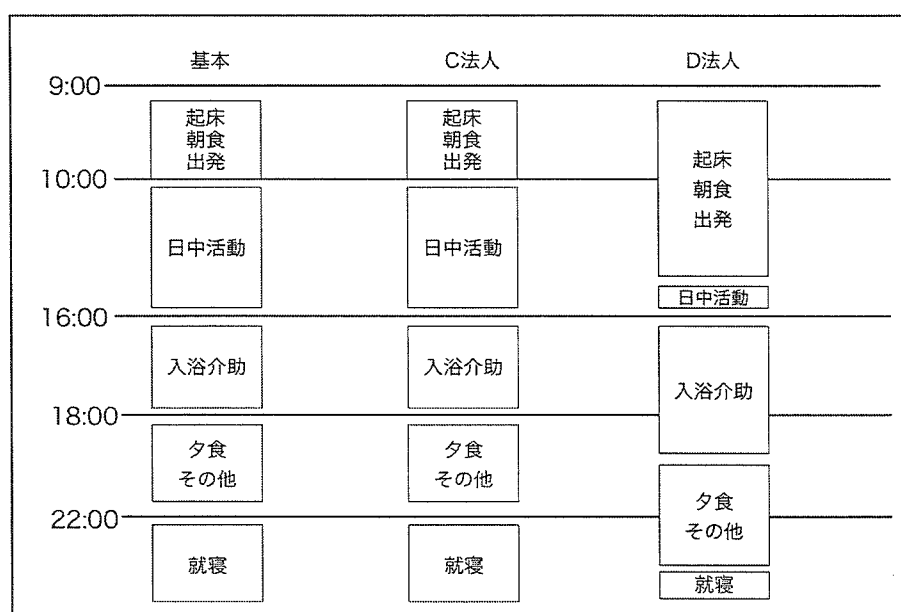 基本 C法人 D法人
9:00
起床 起床
朝食 朝食
出発 出発
起床
朝食
出発
10:00
日中活動 日中活動
日中活動
16:00
入浴介助 入浴介助
入浴介助
18:00
夕食 夕食
その他 その他
夕食
その他
22:00
就寝 就寝
就寝